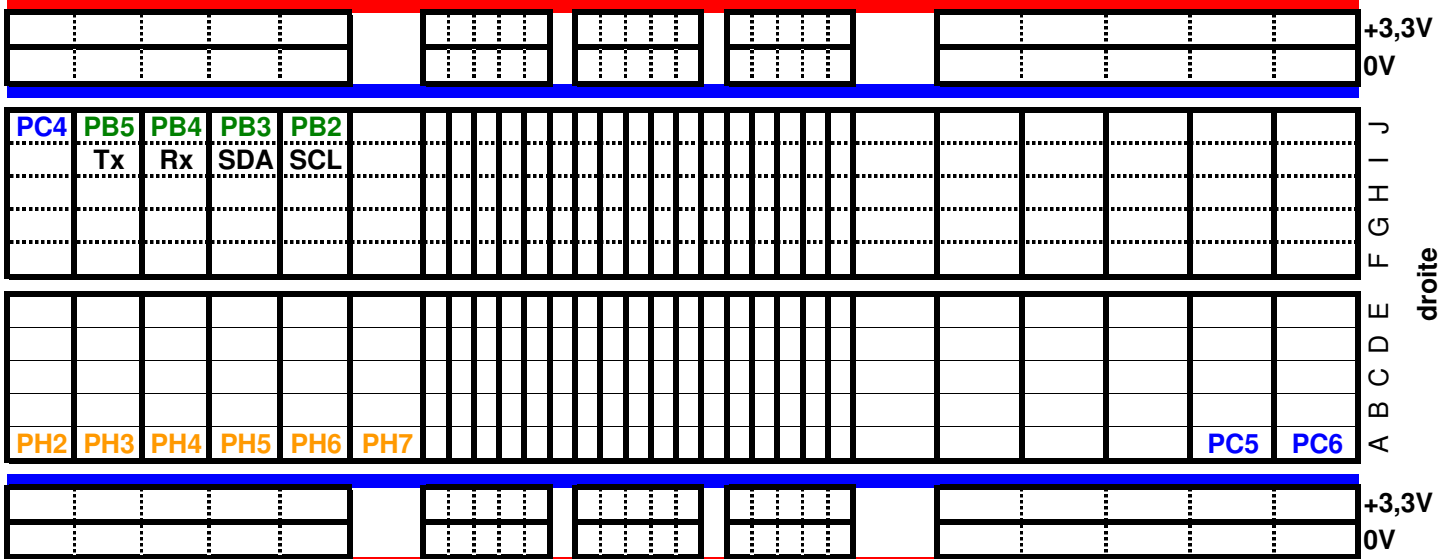 +3,3V
0V
PC4 PB5 PB4 PB3 PB2
Tx Rx SDA SCL
J
I
H
G
F
droite
E
D
C
B
PH2 PH3 PH4 PH5 PH6 PH7 PC5 PC6 A
+3,3V
0V